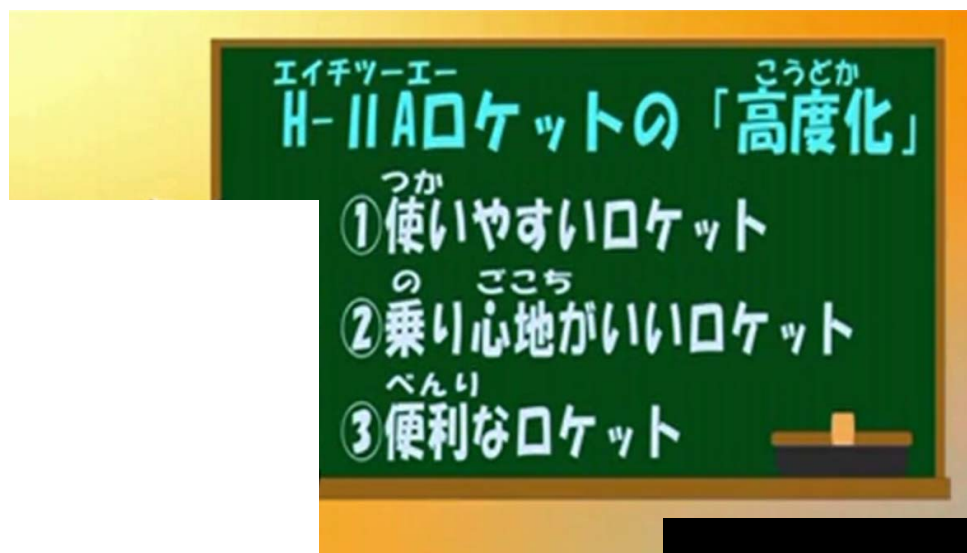 エイチツーエー こうどか
H-ⅡAロケットの「高度化」
つか
①使いやすいロケット
の ごこち
②乗り心地がいいロケット
べんり
③便利なロケット